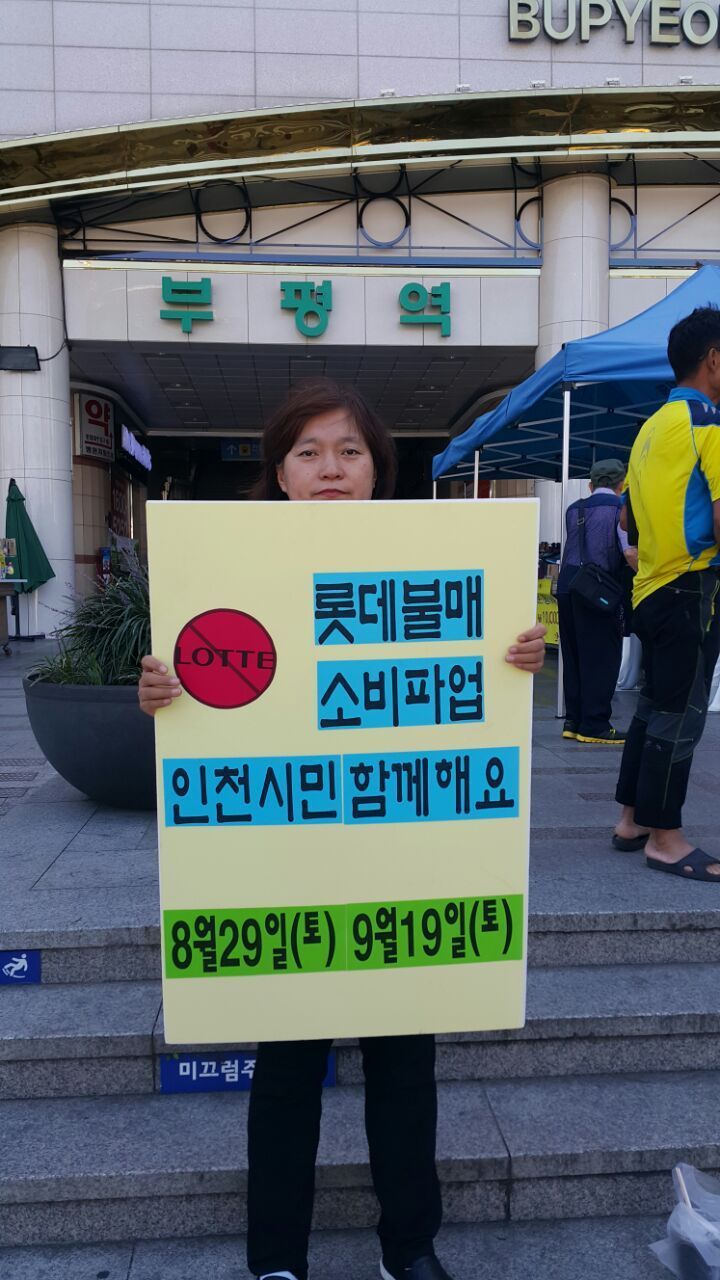 BUPYEO
부평역
약
롯데불매
LOTTE
소비파업
인천시민 함께해요
8월29일(토) 9월19일(토)
미끄럼주